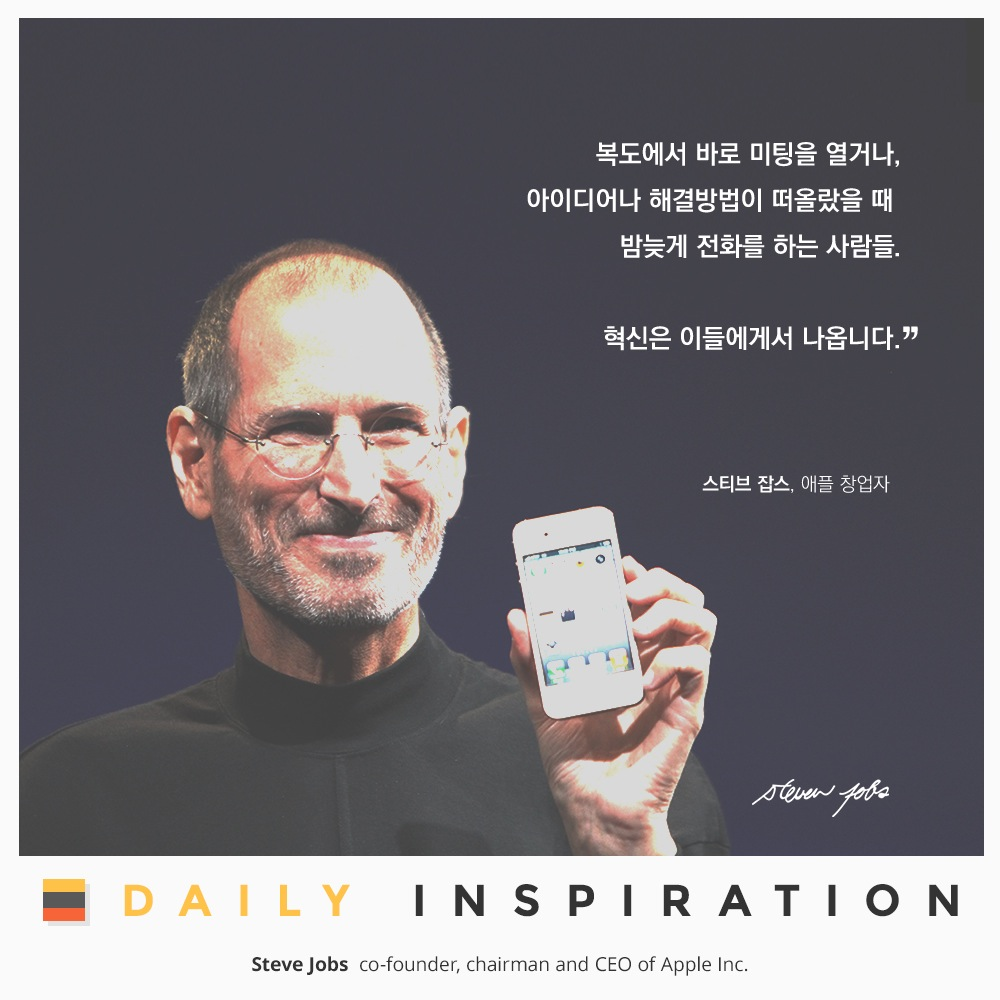 복도에서 바로 미팅을 열거나,
아이디어나 해결방법이 떠올랐을 때
밤늦게 전화를 하는 사람들.
혁신은 이들에게서 나옵니다.”
스티브 잡스, 애플 창업자
steven jobs
DAILY INSPIRATION
Steve Jobs co-founder, chairman and CEO of Apple Inc.